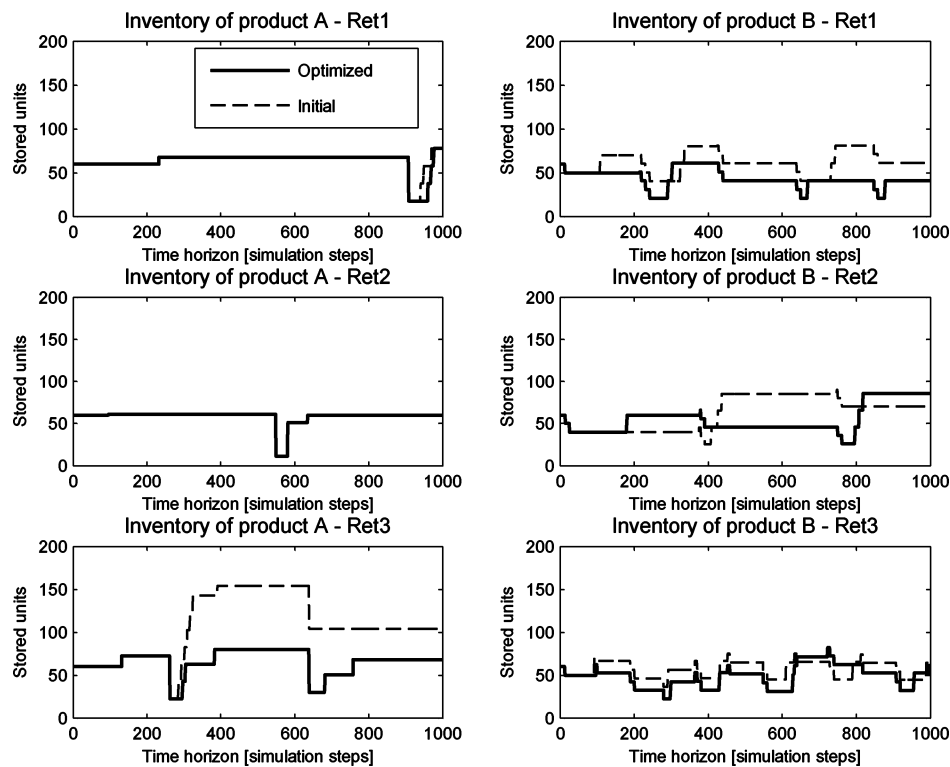 Inventory of product A - Ret1
200
150
100
50
0
Stored units
Optimized
Initial
0 200 400 600 800 1000
Time horizon [simulation steps]
Inventory of product B - Ret1
200
150
100
50
0
Stored units
0 200 400 600 800 1000
Time horizon [simulation steps]
Inventory of product A - Ret2
200
150
100
50
0
Stored units
0 200 400 600 800 1000
Time horizon [simulation steps]
Inventory of product B - Ret2
200
150
100
50
0
Stored units
0 200 400 600 800 1000
Time horizon [simulation steps]
Inventory of product A - Ret3
200
150
100
50
0
Stored units
0 200 400 600 800 1000
Time horizon [simulation steps]
Inventory of product B - Ret3
200
150
100
50
0
Stored units
0 200 400 600 800 1000
Time horizon [simulation steps]